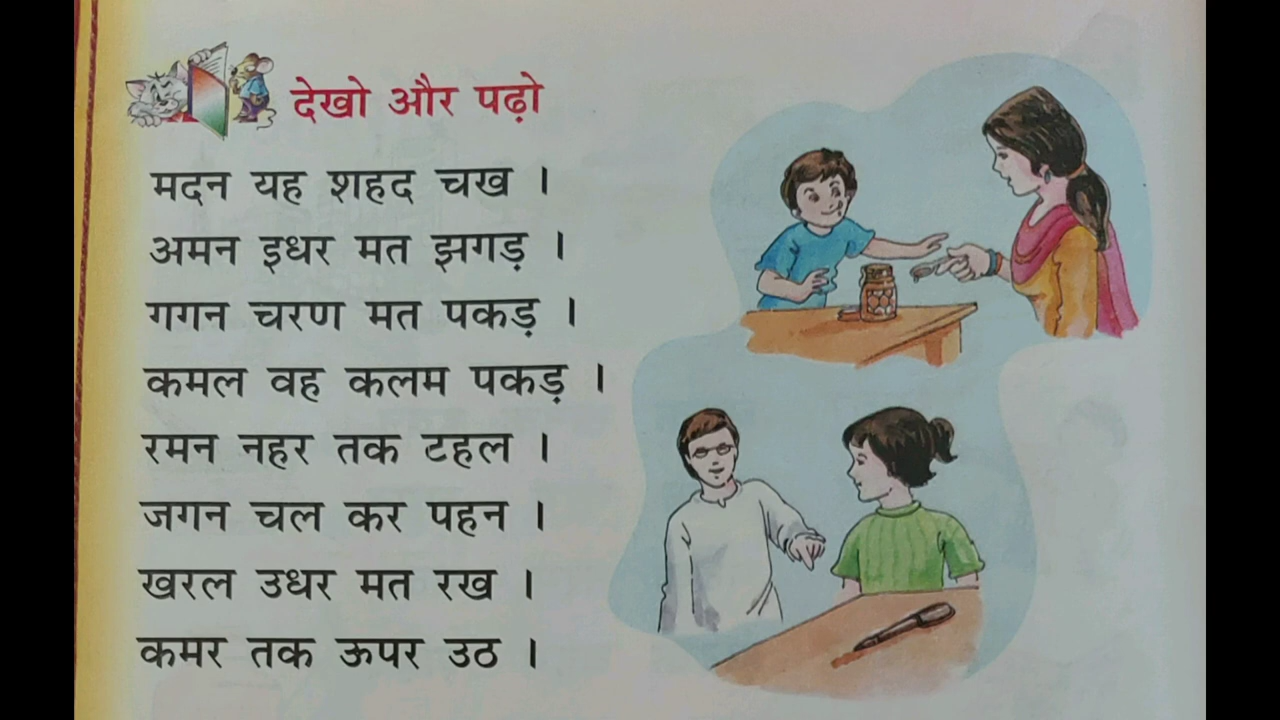 देखो और पढ़ो
मदन यह शहद चख ।
अमन इधर मत झगड़ ।
गगन चरण मत पकड़ ।
कमल वह कलम पकड़ ।
रमन नहर तक टहल ।
जगन चल कर पहन ।
खरल उधर मत रख ।
कमर तक ऊपर उठ ।